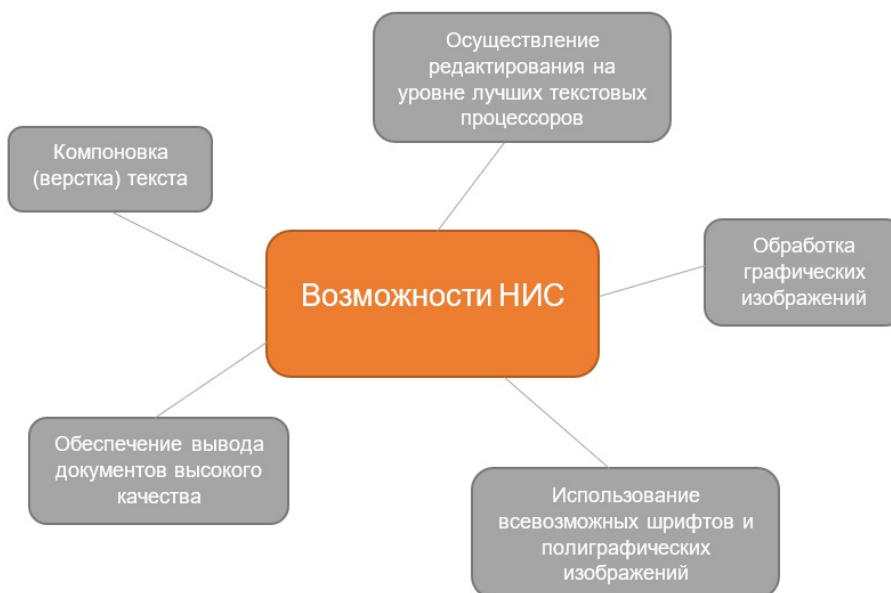 Осуществление
редактирования на
уровне лучших текстовых
процессоров
Компоновка
(верстка) текста
Возможности НИС
Обработка
графических
изображений
Обеспечение вывода
документов высокого
качества
Использование
всевозможных шрифтов и
полиграфических
изображений